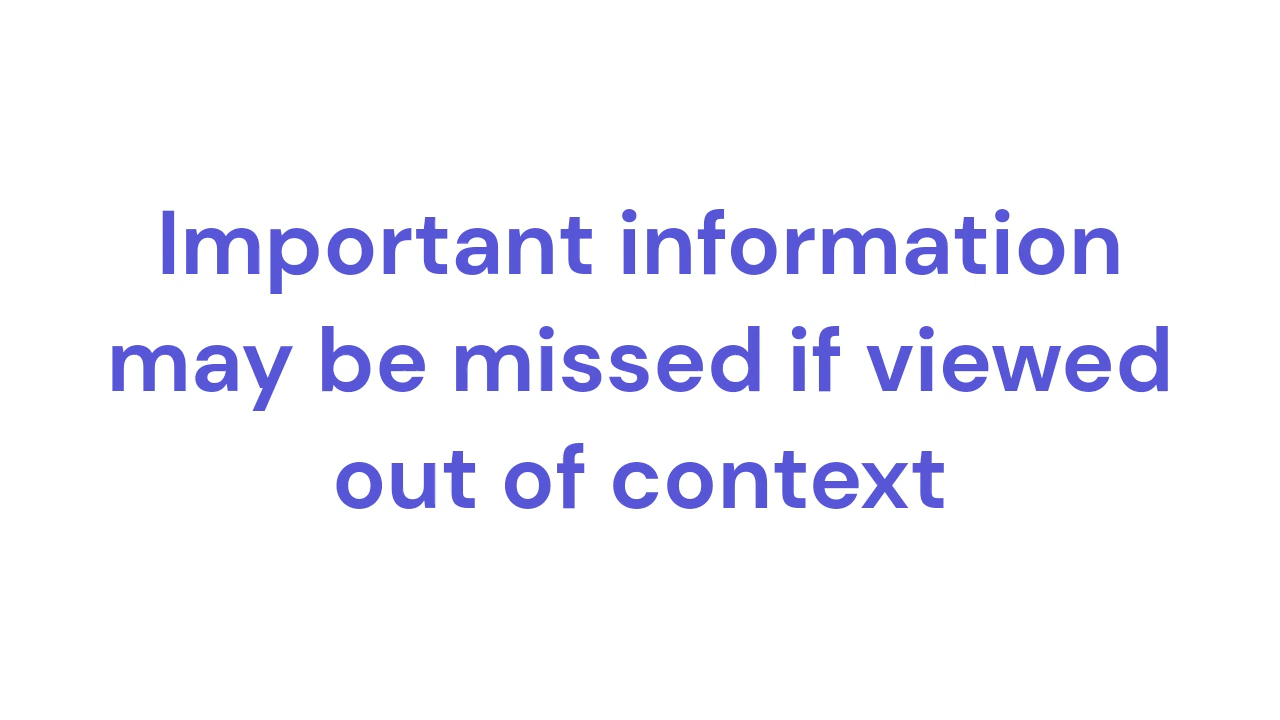 Important information
may be missed if viewed
out of context